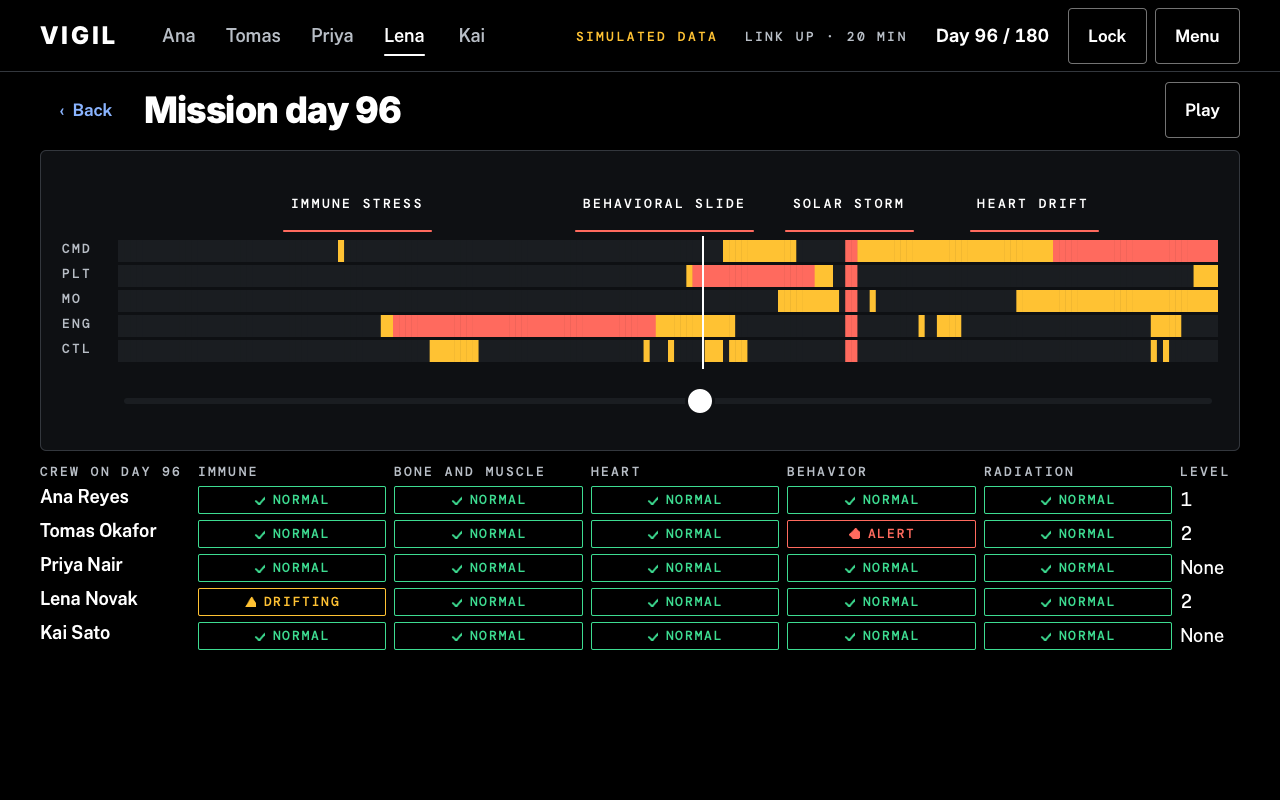 VIGIL Ana Tomas Priya Lena Kai SIMULATED DATA LINK UP · 20 MIN Day 96 / 180 Lock Menu
‹ Back Mission day 96 Play
IMMUNE STRESS BEHAVIORAL SLIDE SOLAR STORM HEART DRIFT
CMD
PLT
MO
ENG
CTL
CREW ON DAY 96 IMMUNE BONE AND MUSCLE HEART BEHAVIOR RADIATION LEVEL
Ana Reyes NORMAL NORMAL NORMAL NORMAL NORMAL 1
Tomas Okafor NORMAL NORMAL NORMAL ALERT NORMAL 2
Priya Nair NORMAL NORMAL NORMAL NORMAL NORMAL None
Lena Novak DRIFTING NORMAL NORMAL NORMAL NORMAL 2
Kai Sato NORMAL NORMAL NORMAL NORMAL NORMAL None